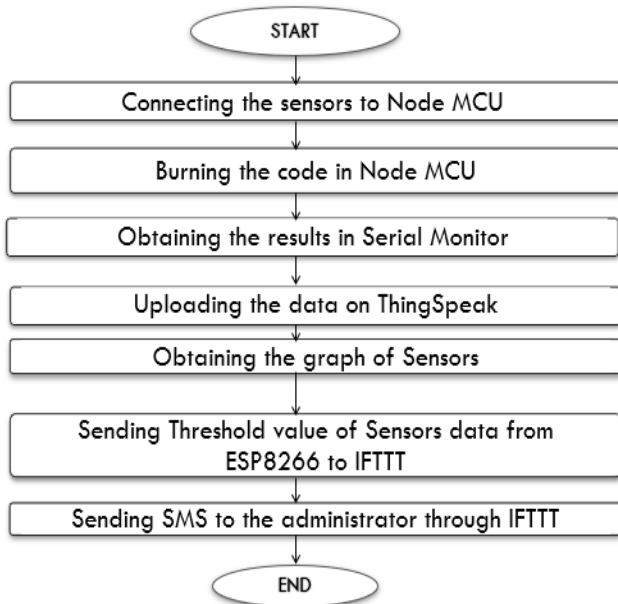 START
Connecting the sensors to Node MCU
Burning the code in Node MCU
Obtaining the results in Serial Monitor
Uploading the data on ThingSpeak
Obtaining the graph of Sensors
Sending Threshold value of Sensors data from
ESP8266 to IFTTT
Sending SMS to the administrator through IFTTT
END